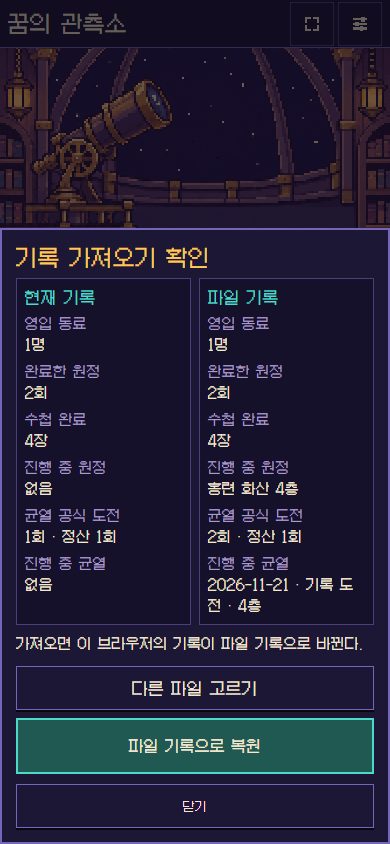 꿈의 관측소
기록 가져오기 확인
현재 기록
영입 동료
1명
완료한 원정
2회
수첩 완료
4장
진행 중 원정
없음
균열 공식 도전
1회 · 정산 1회
진행 중 균열
없음
파일 기록
영입 동료
1명
완료한 원정
2회
수첩 완료
4장
진행 중 원정
홍련 화산 4층
균열 공식 도전
2회 · 정산 1회
진행 중 균열
2026-11-21 · 기록 도
전 · 4층
가져오면 이 브라우저의 기록이 파일 기록으로 바뀐다.
다른 파일 고르기
파일 기록으로 복원
닫기